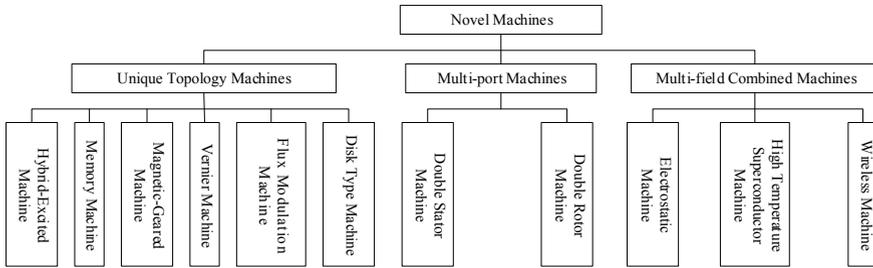 Novel Machines
Unique Topology Machines
Multi-port Machines
Multi-field Combined Machines
Hybrid-Excited
Machine
Memory Machine
Magnetic-Geared
Machine
Vernier Machine
Flux Modulation
Machine
Disk Type Machine
Double Stator
Machine
Double Rotor
Machine
Electrostatic
Machine
High Temperature
Superconductor
Machine
Wireless Machine